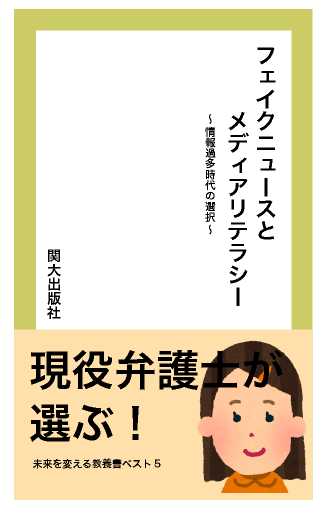 フェイクニュースと
メディアリテラシー
～情報過多時代の選択～
関大出版社
現役弁護士が
選ぶ！
未来を変える教養書ベスト５